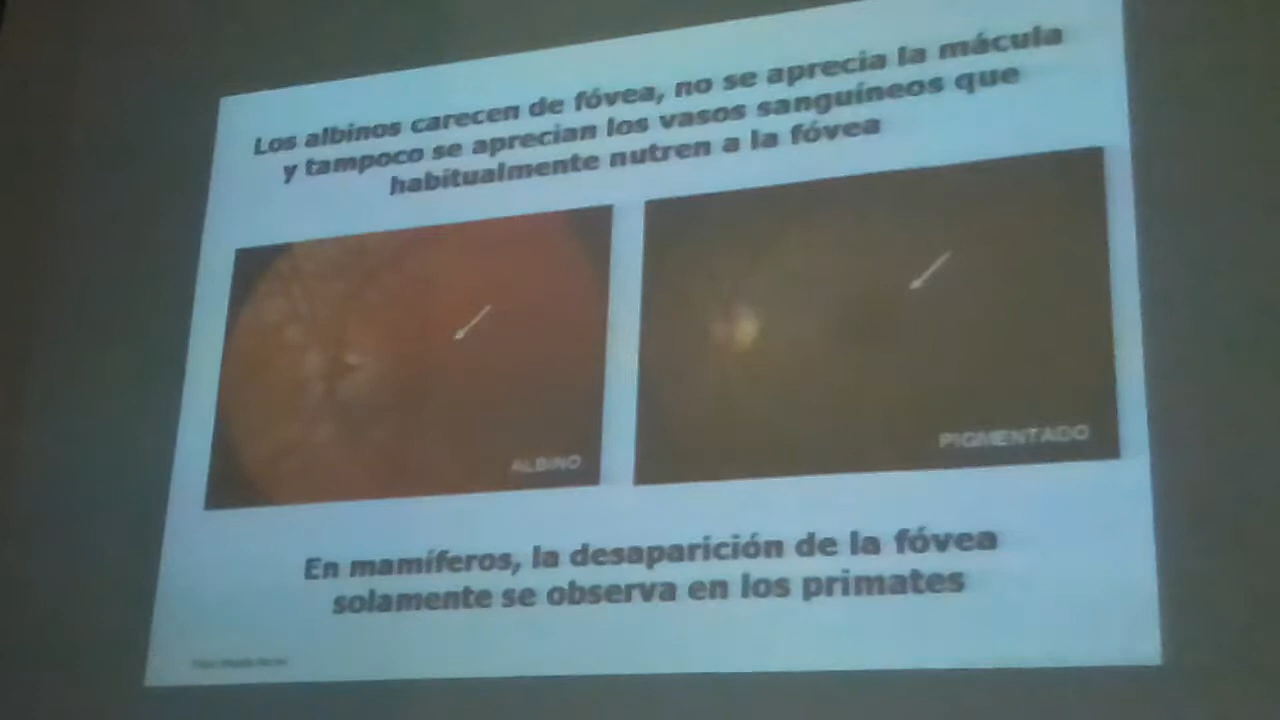 Los albinos carecen de fóvea, no se aprecia la mácula
y tampoco se aprecian los vasos sanguíneos que
habitualmente nutren a la fóvea
ALBINO
PIGMENTADO
En mamíferos, la desaparición de la fóvea
solamente se observa en los primates